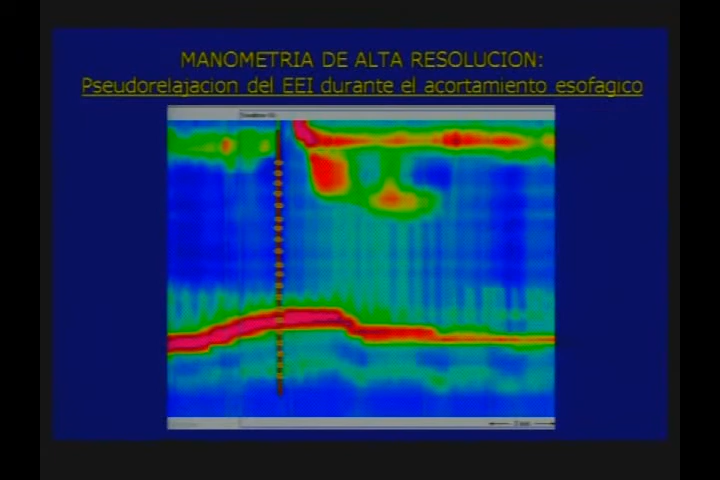 MANOMETRIA DE ALTA RESOLUCION:
Pseudorelajacion del EEI durante el acortamiento esofagico